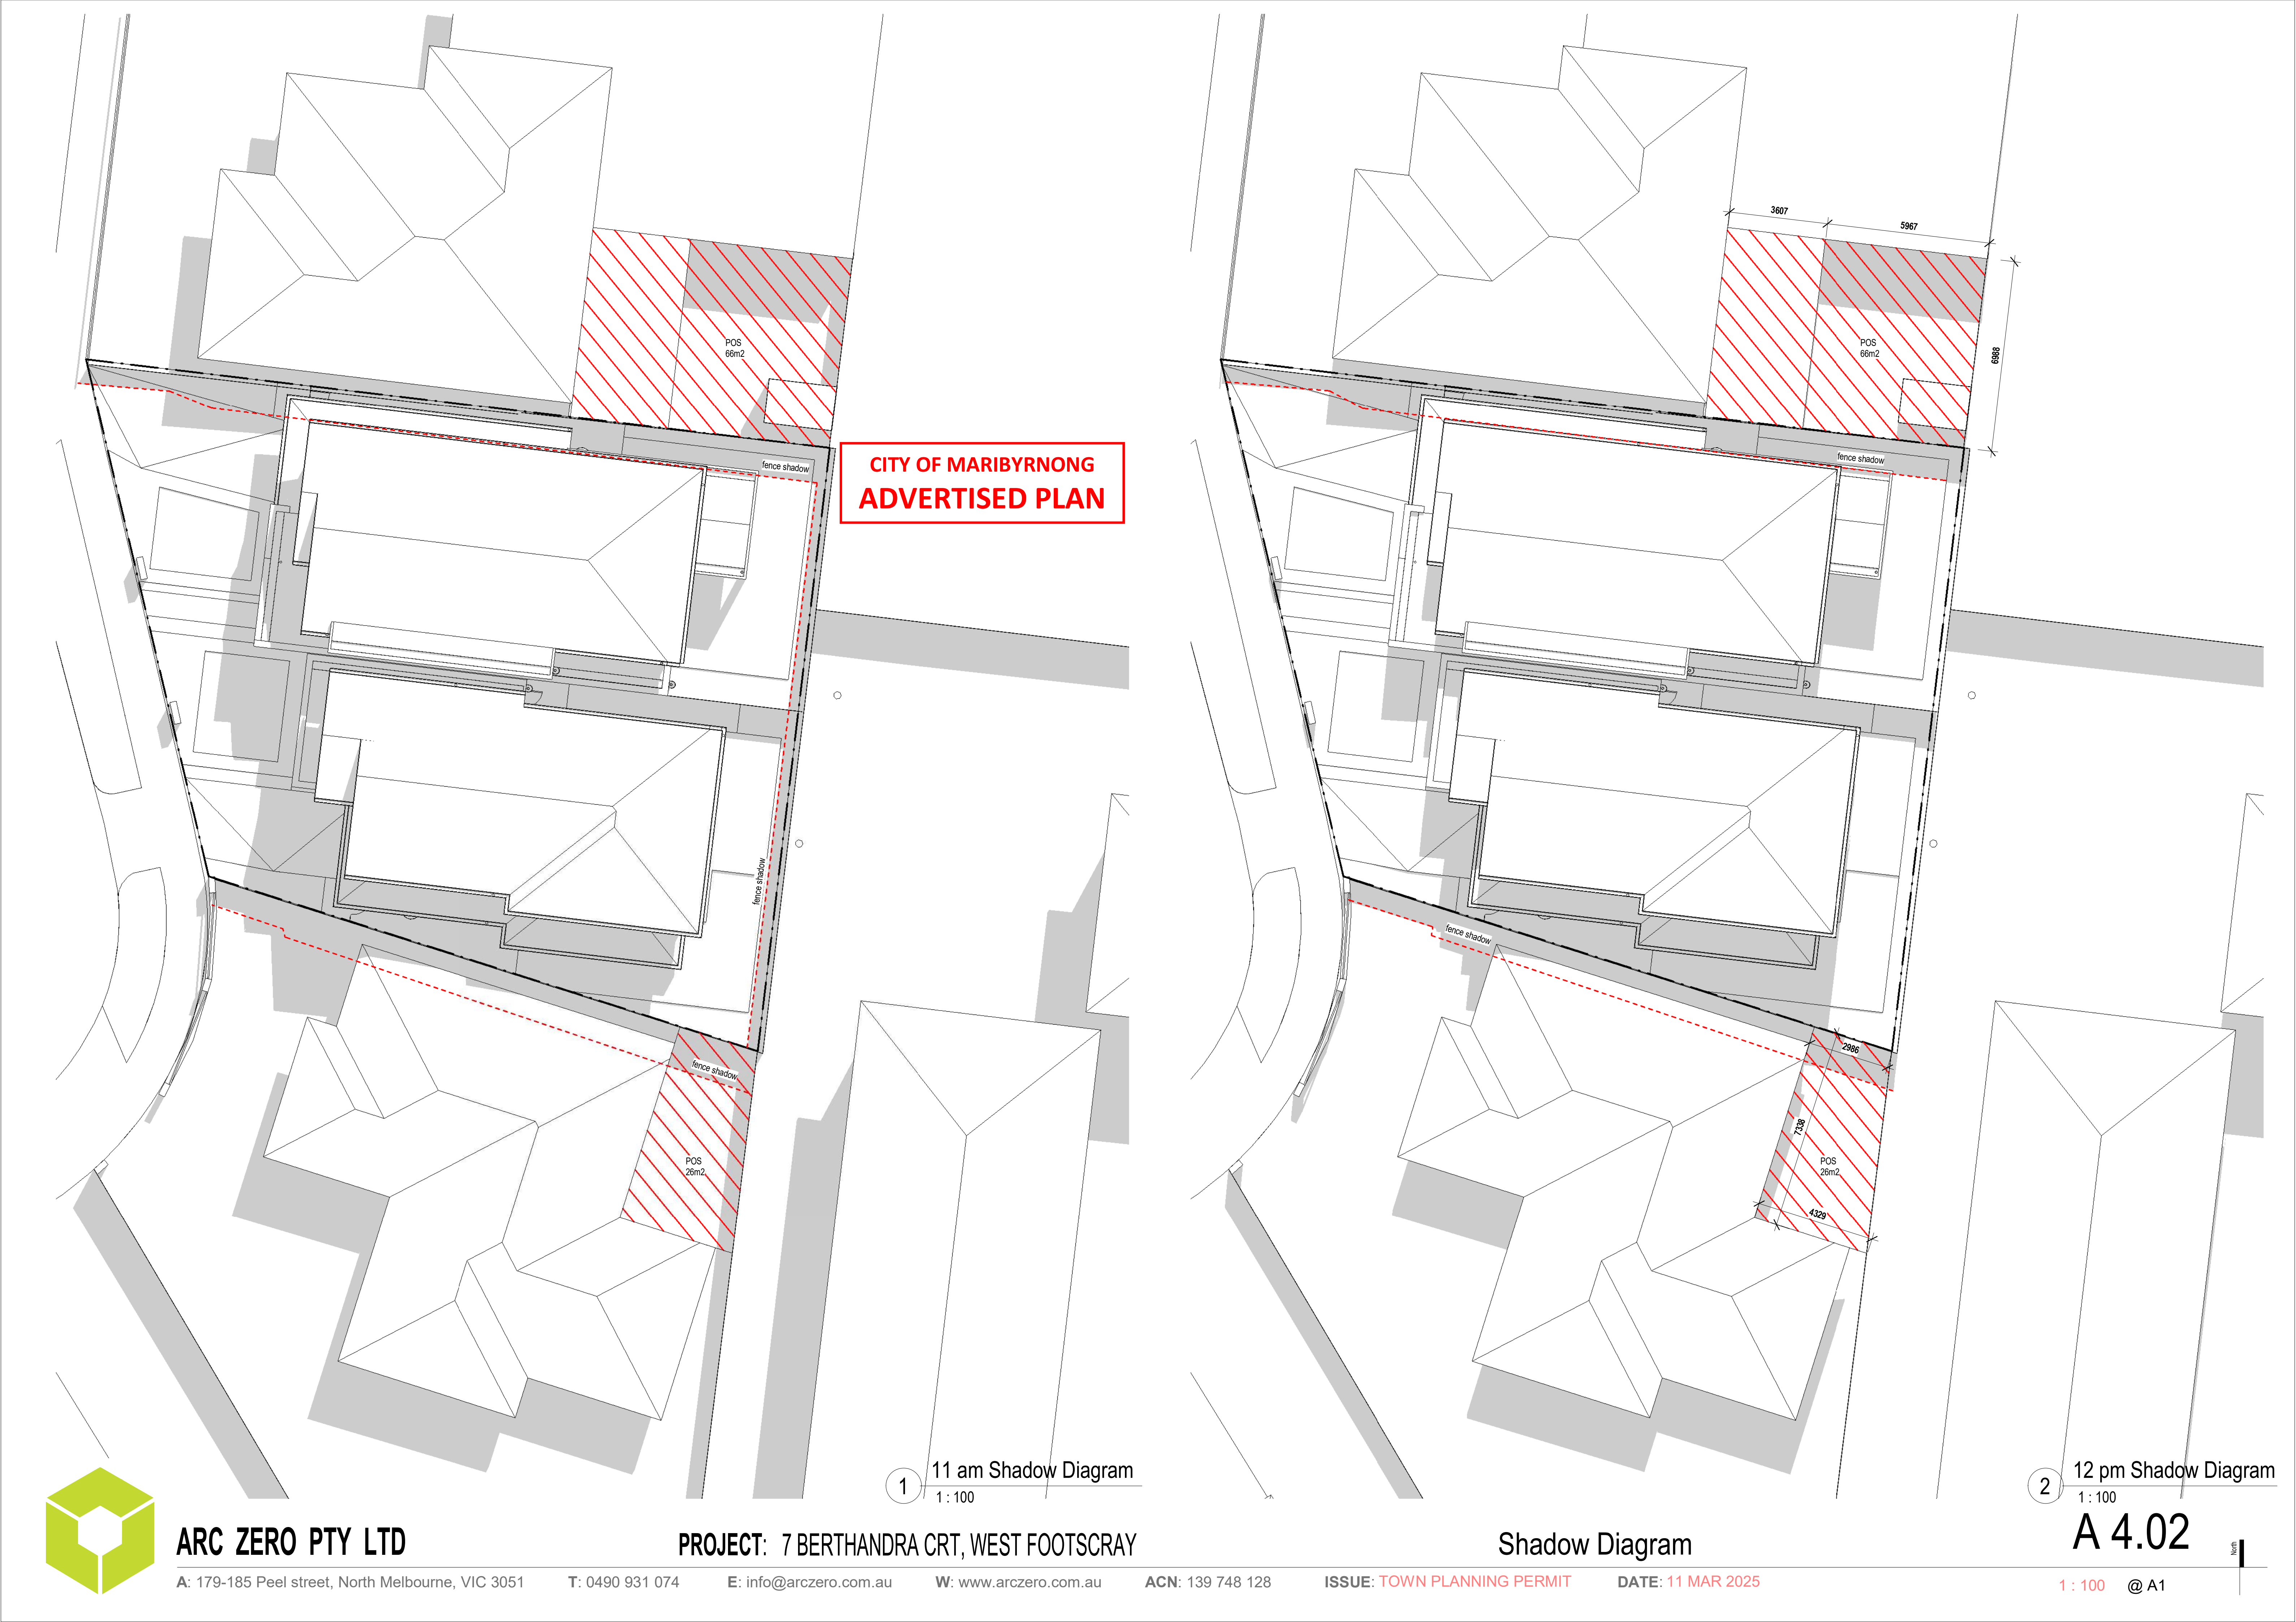 POS
66m2
CITY OF MARIBYRNONG
ADVERTISED PLAN
fence shadow
fence shadow
fence shadow
POS
26m2
1
11 am Shadow Diagram
1 : 100
3607
5967
6988
POS
66m2
fence shadow
fence shadow
2986
7338
POS
26m2
4329
2
12 pm Shadow Diagram
1 : 100
ARC ZERO PTY LTD
PROJECT: 7 BERTHANDRA CRT, WEST FOOTSCRAY
Shadow Diagram
A 4.02
North
A: 179-185 Peel street, North Melbourne, VIC 3051 T: 0490 931 074 E: info@arczero.com.au W: www.arczero.com.au ACN: 139 748 128 ISSUE: TOWN PLANNING PERMIT DATE: 11 MAR 2025
1 : 100 @ A1